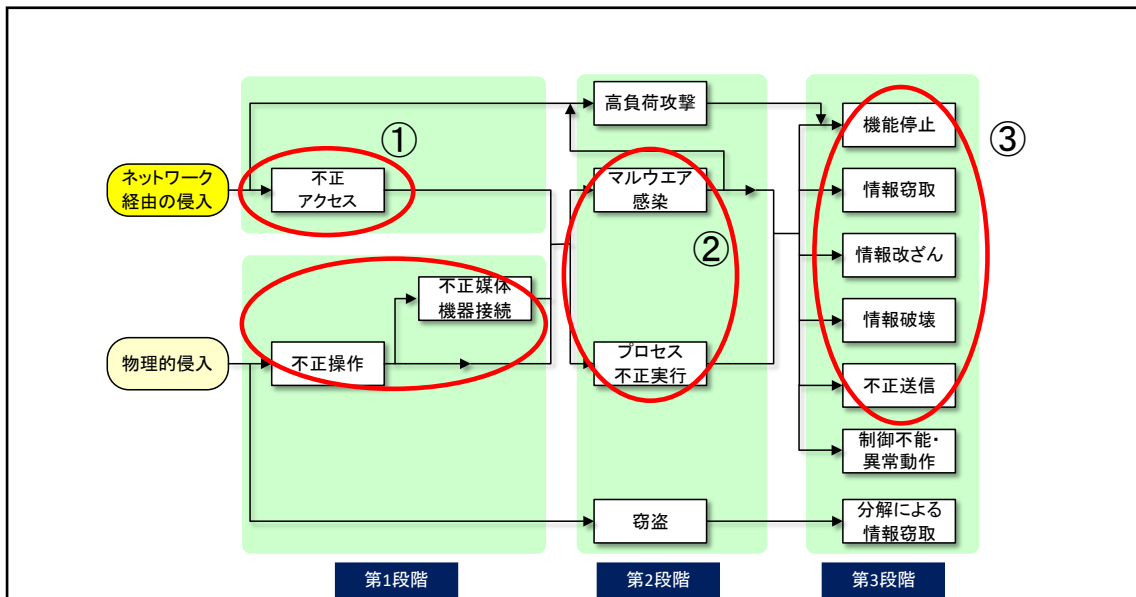 高負荷攻撃
機能停止
①
③
ネットワーク
経由の侵入
不正
アクセス
マルウエア
感染
情報窃取
②
情報改ざん
不正媒体
機器接続
情報破壊
物理的侵入
不正操作
プロセス
不正実行
不正送信
制御不能・
異常動作
窃盗
分解による
情報窃取
第1段階
第2段階
第3段階